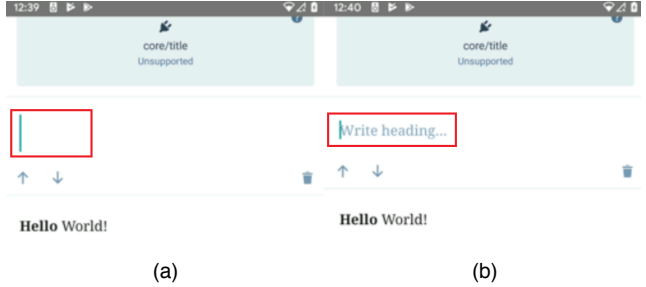 12:39
core/title
Unsupported
Hello World!
(a)
12:40
core/title
Unsupported
Write heading...
Hello World!
(b)